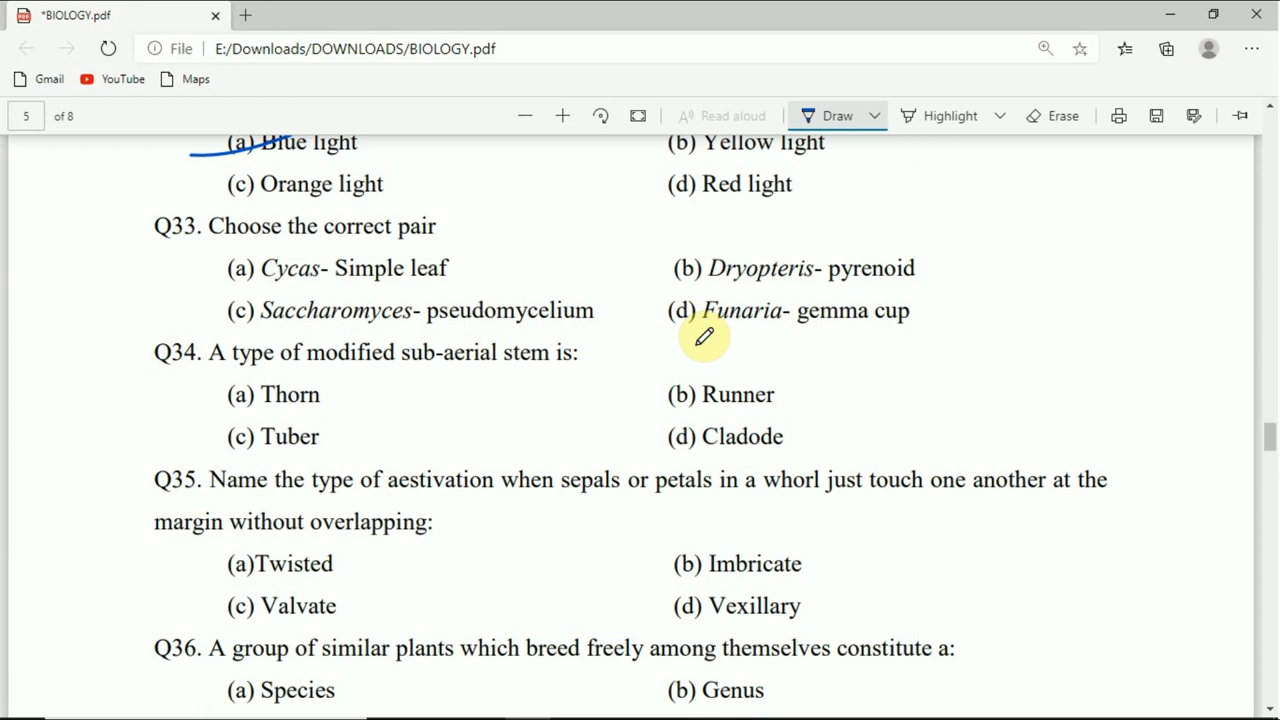 *BIOLOGY.pdf
File E:/Downloads/DOWNLOADS/BIOLOGY.pdf
Gmail YouTube Maps
5 of 8 Read aloud Draw Highlight Erase
(a) Blue light (b) Yellow light
(c) Orange light (d) Red light
Q33. Choose the correct pair
(a) Cycas- Simple leaf (b) Dryopteris- pyrenoid
(c) Saccharomyces- pseudomycelium (d) Funaria- gemma cup
Q34. A type of modified sub-aerial stem is:
(a) Thorn (b) Runner
(c) Tuber (d) Cladode
Q35. Name the type of aestivation when sepals or petals in a whorl just touch one another at the
margin without overlapping:
(a)Twisted (b) Imbricate
(c) Valvate (d) Vexillary
Q36. A group of similar plants which breed freely among themselves constitute a:
(a) Species (b) Genus